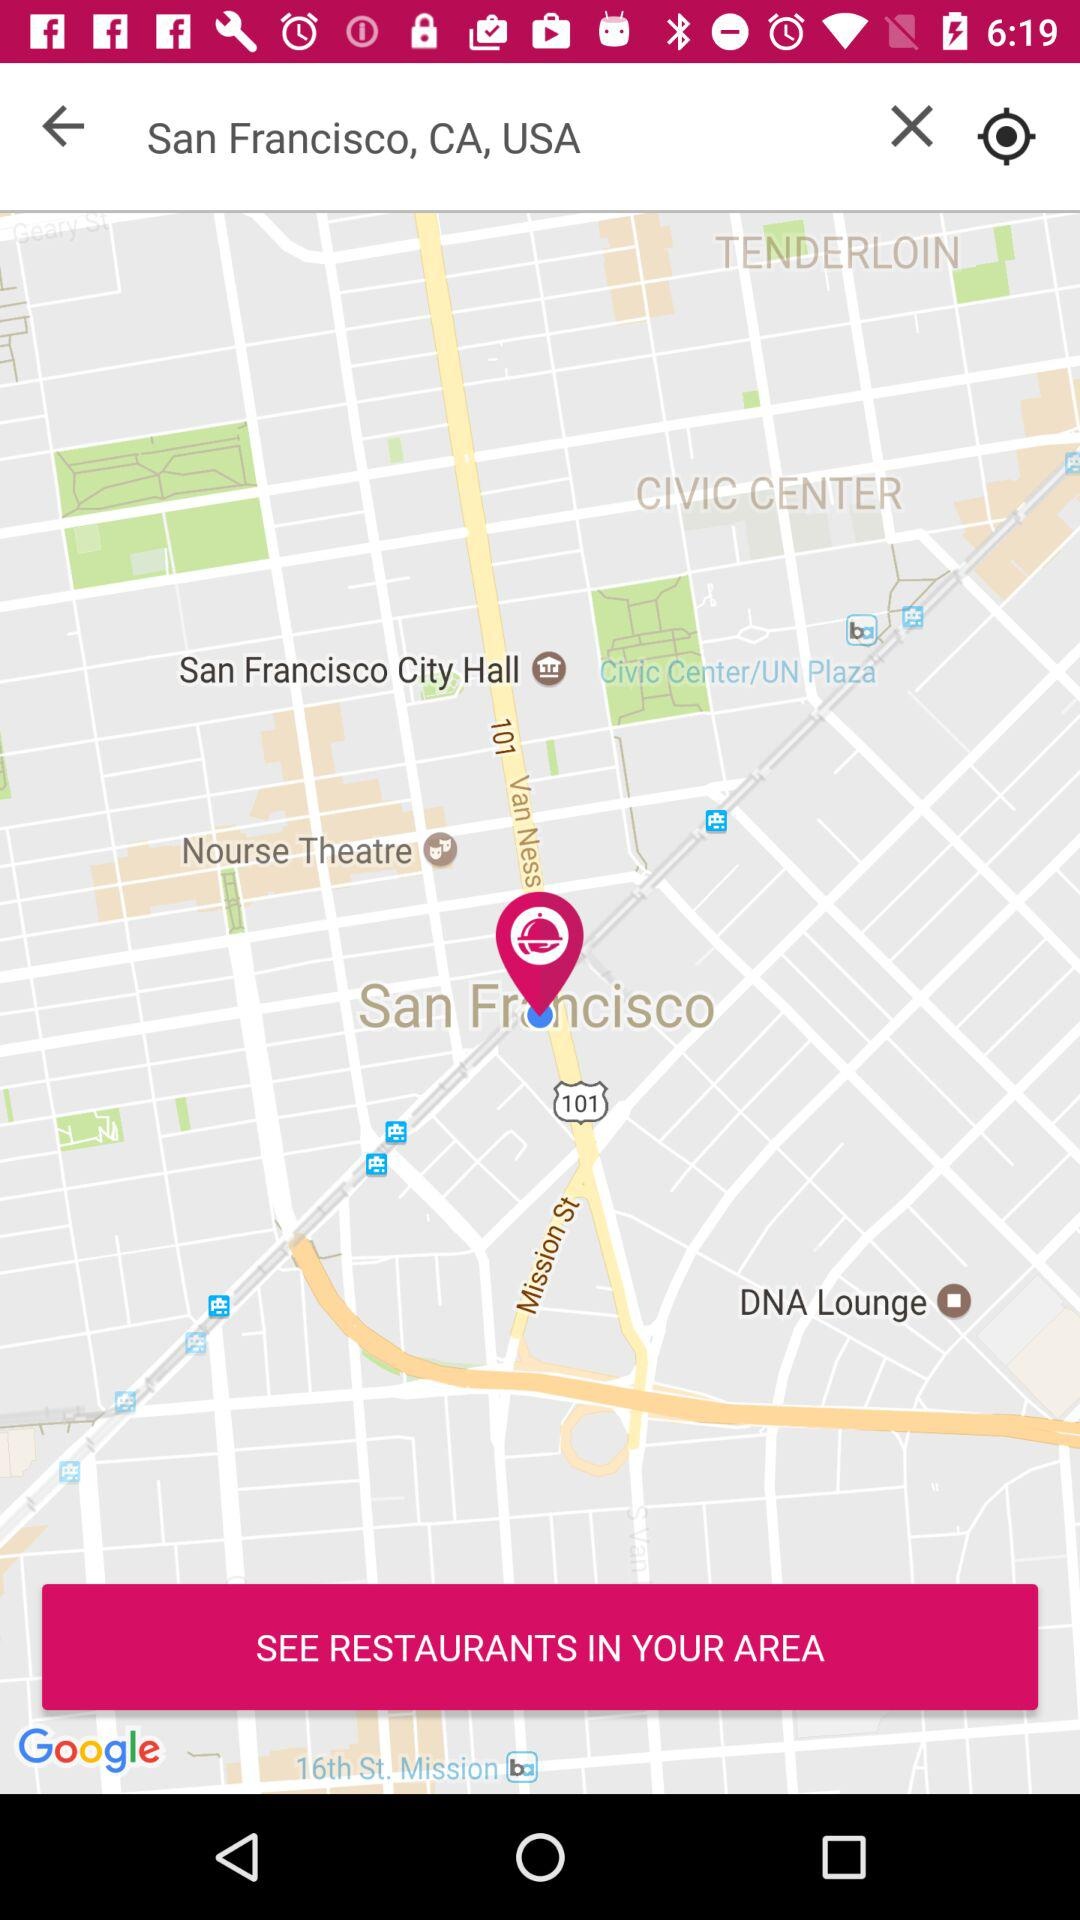 6:19
San Francisco, CA, USA
Geary St
TENDERLOIN
CIVIC CENTER
San Francisco City Hall
Civic Center/UN Plaza
101
Van Ness
Nourse Theatre
San Francisco
101
Mission St
DNA Lounge
S Van
SEE RESTAURANTS IN YOUR AREA
Google
16th St. Mission
ba
ba